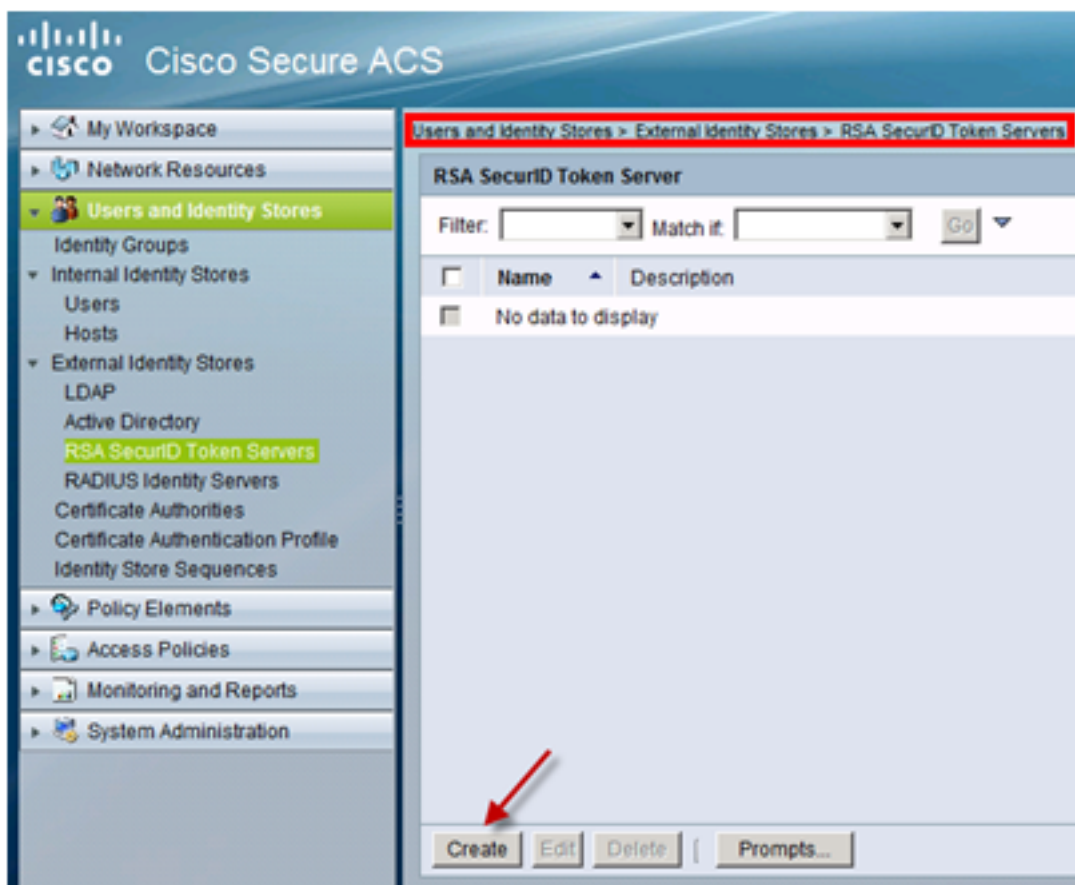 CISCO Cisco Secure ACS
My Workspace
Network Resources
Users and Identity Stores
Identity Groups
Internal Identity Stores
Users
Hosts
External Identity Stores
LDAP
Active Directory
RSA SecurID Token Servers
RADIUS Identity Servers
Certificate Authorities
Certificate Authentication Profile
Identity Store Sequences
Policy Elements
Access Policies
Monitoring and Reports
System Administration
Users and Identity Stores > External Identity Stores > RSA SecurID Token Servers
RSA SecurID Token Server
Filter: Match if: Go
Name Description
No data to display
Create Edit Delete | Prompts...